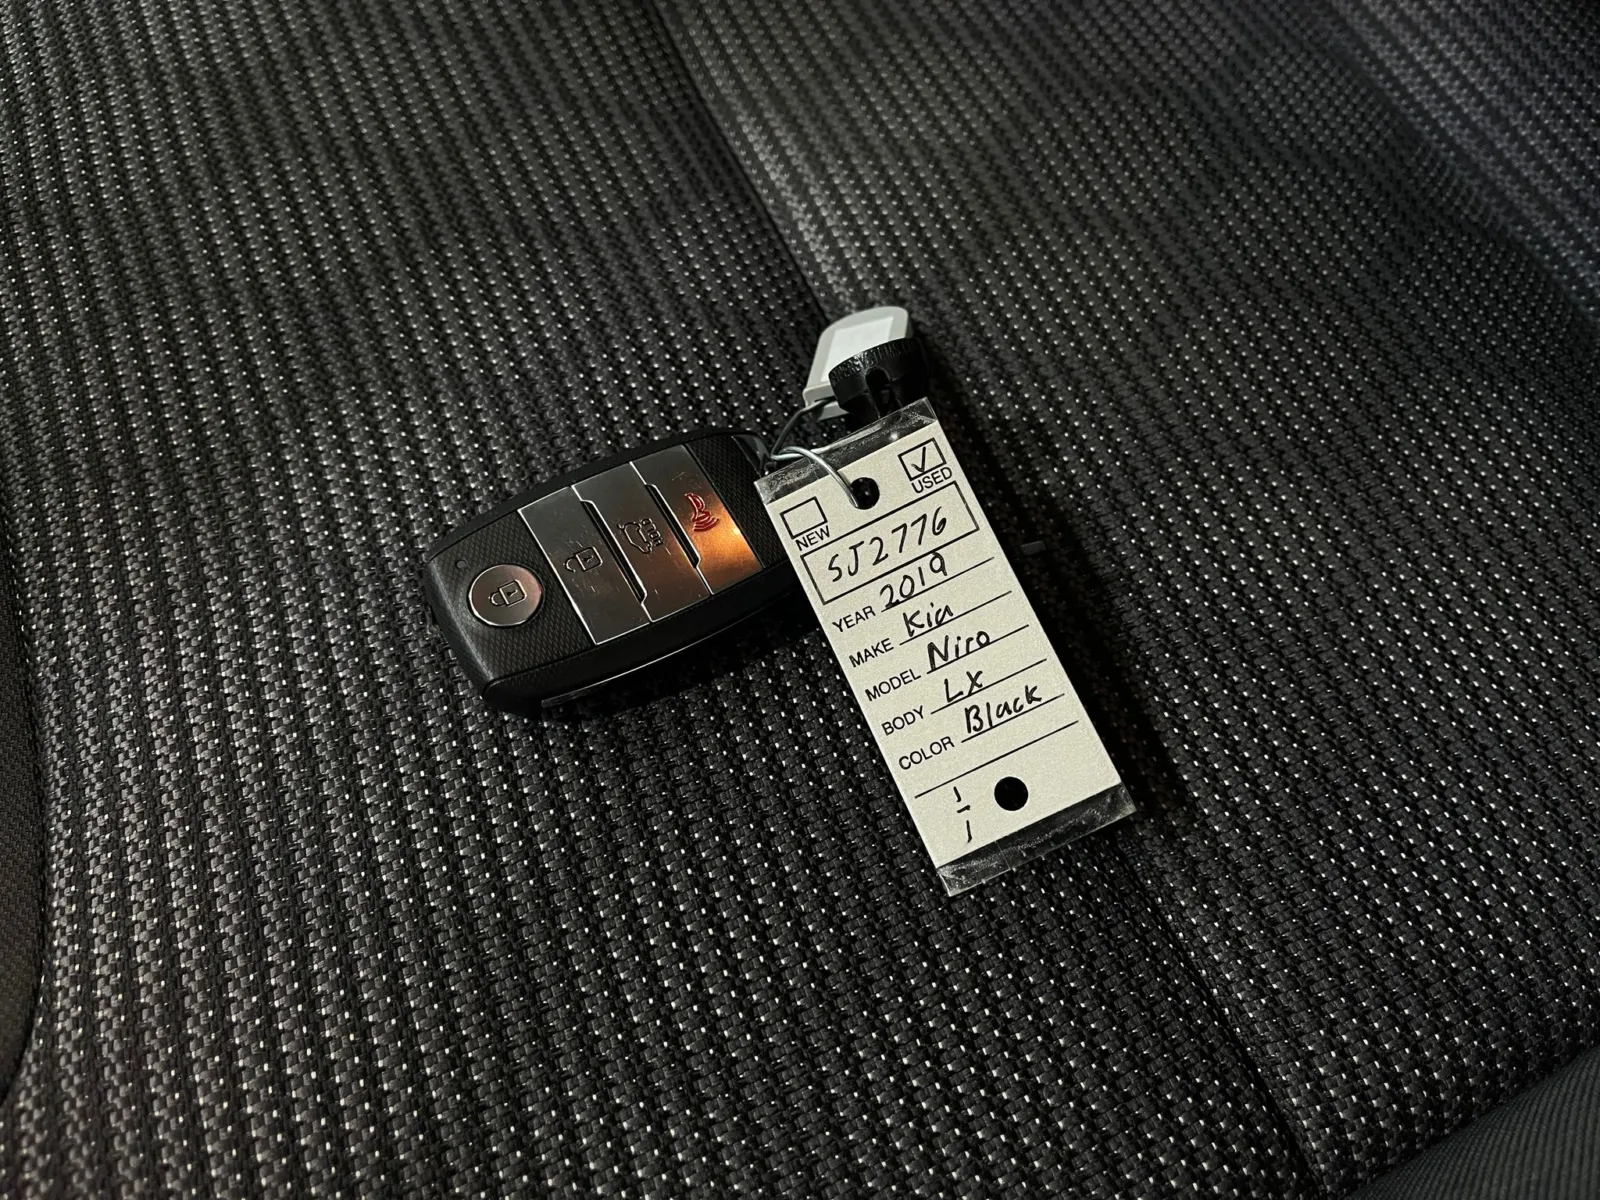 USED
NEW
SJ2776
YEAR 2019
MAKE Kia
MODEL Niro
BODY LX
COLOR Black
1
1